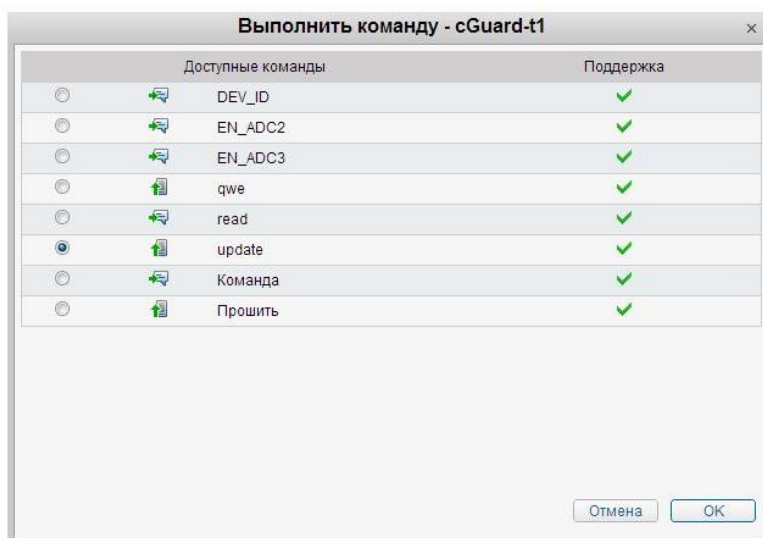 Выполнить команду - cGuard-t1 ×
Доступные команды Поддержка
DEV_ID
EN_ADC2
EN_ADC3
qwe
read
update
Команда
Прошить
Отмена OK